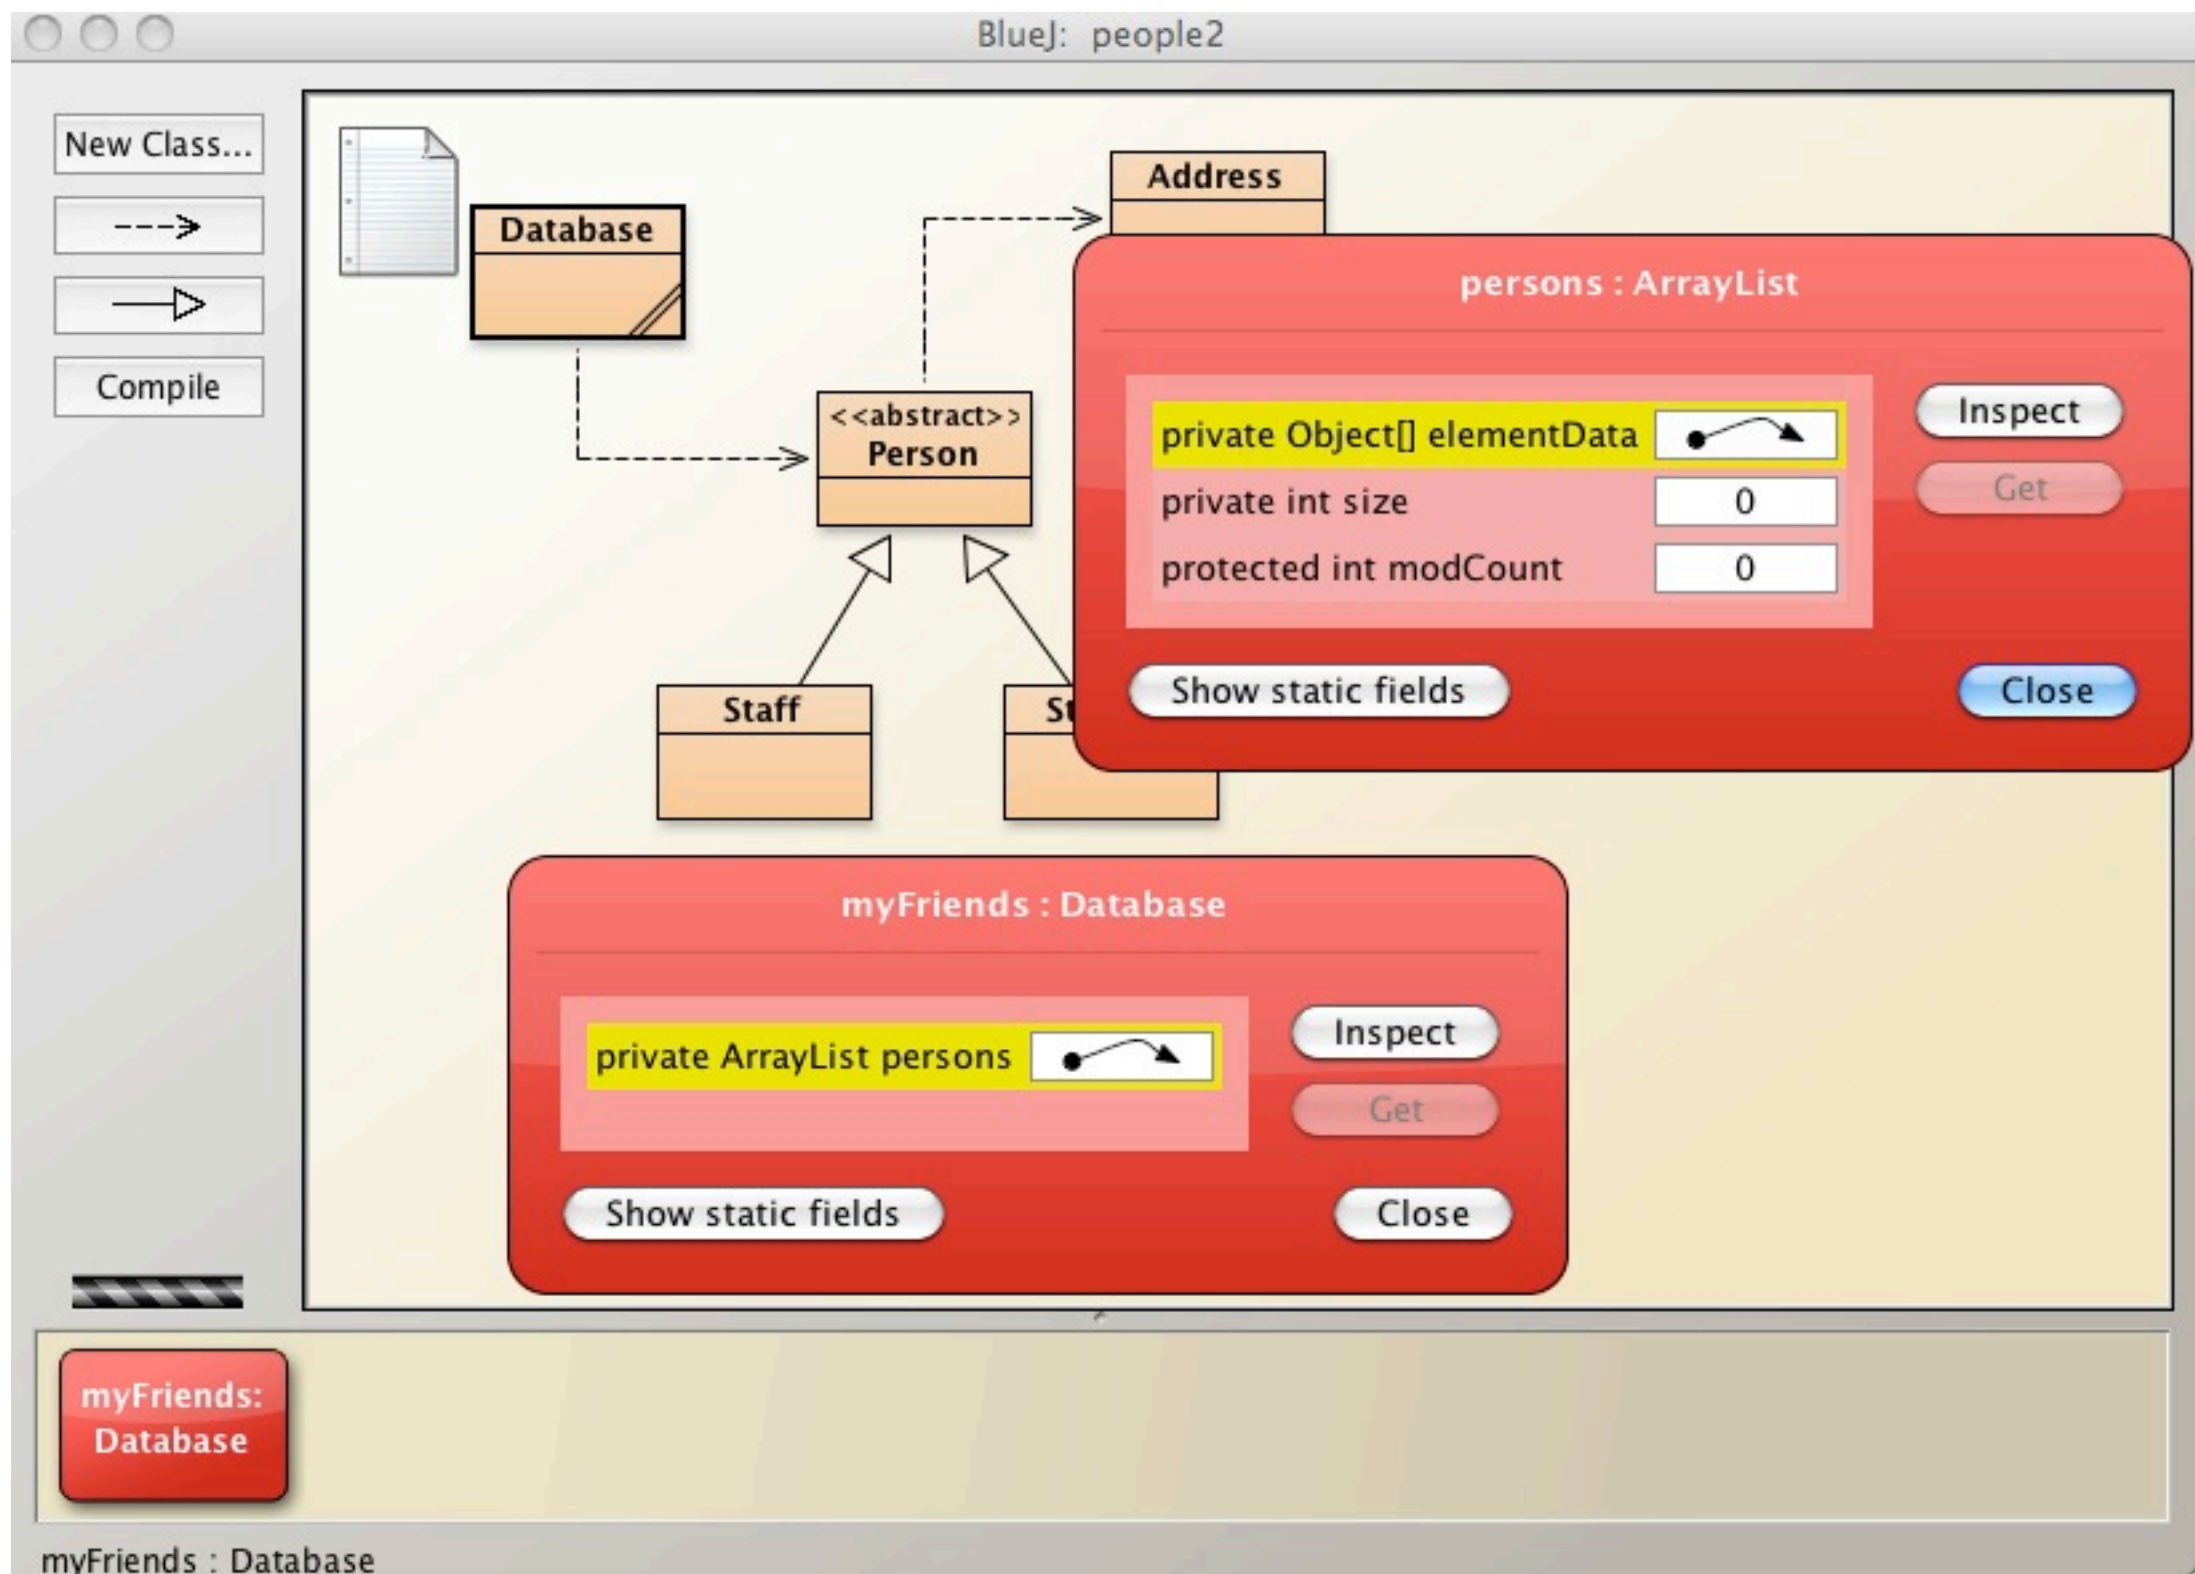 BlueJ: people2
New Class...
Compile
Database
Address
<<abstract>>
Person
Staff
persons : ArrayList
private Object[] elementData
private int size
0
protected int modCount
0
Inspect
Get
Show static fields
Close
myFriends : Database
private ArrayList persons
Inspect
Get
Show static fields
Close
myFriends:
Database
myFriends : Database